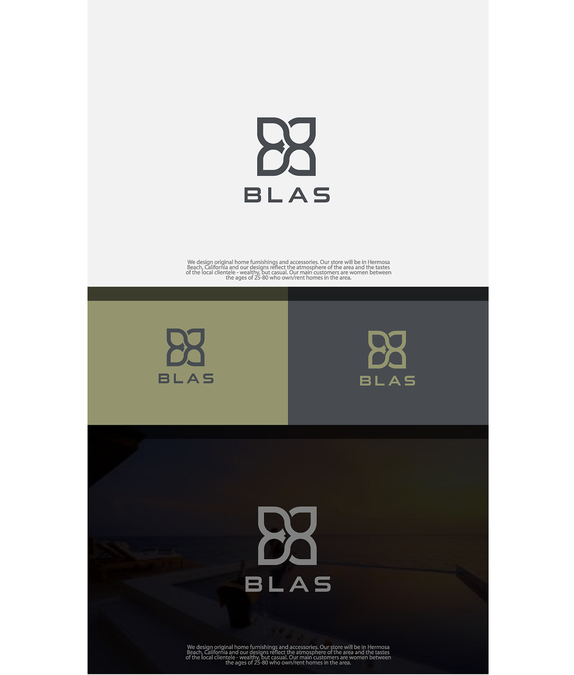 BLAS
We design original home furnishings and accessories. Our store will be in Hermosa
Beach, California and our designs reflect the atmosphere of the area and the tastes
of the local clientele - wealthy, but casual. Our main customers are women between
the ages of 25-80 who own/rent homes in the area.
BLAS
BLAS
BLAS
We design original home furnishings and accessories. Our store will be in Hermosa
Beach, California and our designs reflect the atmosphere of the area and the tastes
of the local clientele - wealthy, but casual. Our main customers are women between
the ages of 25-80 who own/rent homes in the area.